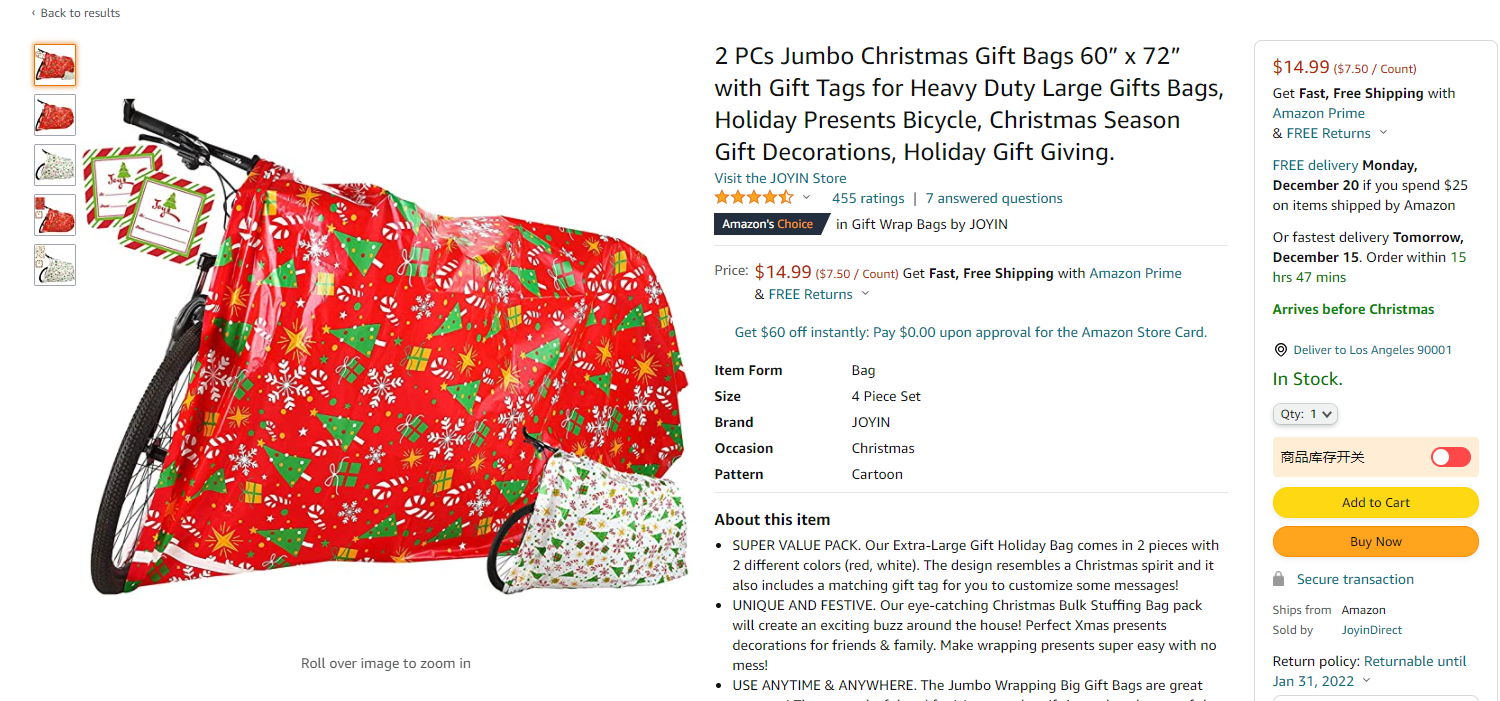 ‹ Back to results
2 PCs Jumbo Christmas Gift Bags 60” x 72”
with Gift Tags for Heavy Duty Large Gifts Bags,
Holiday Presents Bicycle, Christmas Season
Gift Decorations, Holiday Gift Giving.
Visit the JOYIN Store
455 ratings | 7 answered questions
Amazon's Choice in Gift Wrap Bags by JOYIN
Price: $14.99 ($7.50 / Count) Get Fast, Free Shipping with Amazon Prime
& FREE Returns
Get $60 off instantly: Pay $0.00 upon approval for the Amazon Store Card.
Item Form Bag
Size 4 Piece Set
Brand JOYIN
Occasion Christmas
Pattern Cartoon
About this item
• SUPER VALUE PACK. Our Extra-Large Gift Holiday Bag comes in 2 pieces with
2 different colors (red, white). The design resembles a Christmas spirit and it
also includes a matching gift tag for you to customize some messages!
• UNIQUE AND FESTIVE. Our eye-catching Christmas Bulk Stuffing Bag pack
will create an exciting buzz around the house! Perfect Xmas presents
decorations for friends & family. Make wrapping presents super easy with no
mess!
• USE ANYTIME & ANYWHERE. The Jumbo Wrapping Big Gift Bags are great
Joy
Joy
Roll over image to zoom in
$14.99 ($7.50 / Count)
Get Fast, Free Shipping with
Amazon Prime
& FREE Returns
FREE delivery Monday,
December 20 if you spend $25
on items shipped by Amazon
Or fastest delivery Tomorrow,
December 15. Order within 15
hrs 47 mins
Arrives before Christmas
Deliver to Los Angeles 90001
In Stock.
Qty: 1
商品库存开关
Add to Cart
Buy Now
Secure transaction
Ships from Amazon
Sold by JoyinDirect
Return policy: Returnable until
Jan 31, 2022